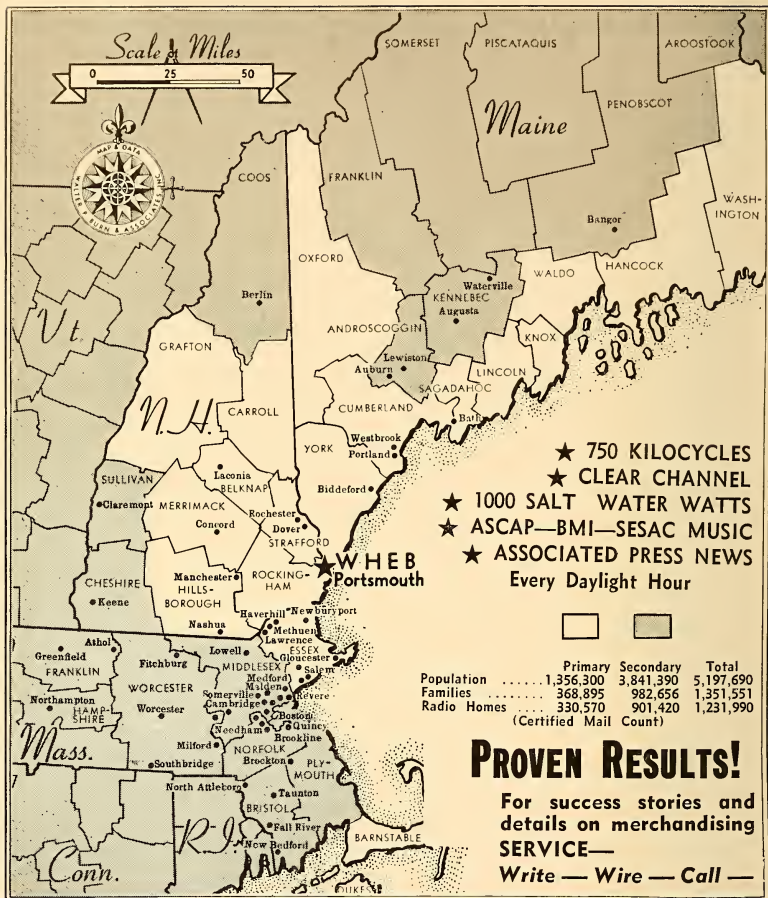 Scale of Miles
0 25 50
MAP & DATA
WALTER P. BURN & ASSOCIATES INC.
SOMERSET
PISCATAQUIS
AROOSTOOK
Maine
PENOBSCOT
COOS
FRANKLIN
WASH-
INGTON
Bangor
OXFORD
WALDO
HANCOCK
Waterville
KENNEBEC
Augusta
Berlin
Vt.
ANDROSCOGGIN
KNOX
GRAFTON
Lewiston
Auburn
LINCOLN
SAGADAHOC
N.H.
CARROLL
CUMBERLAND
Bath
YORK
Westbrook
Portland
Biddeford
SULLIVAN
Claremont
Laconia
BELKNAP
MERRIMACK
Concord
Rochester
Dover
STRAFFORD
★ 750 KILOCYCLES
★ CLEAR CHANNEL
★ 1000 SALT WATER WATTS
★ ASCAP—BMI—SESAC MUSIC
★ ASSOCIATED PRESS NEWS
Every Daylight Hour
★ WHEB
Portsmouth
CHESHIRE
Keene
Manchester
HILLS-
BOROUGH
ROCKING-
HAM
Nashua
Haverhill
Newburyport
Methuen
Lawrence
ESSEX
Gloucester
Salem
Athol
Greenfield
FRANKLIN
Fitchburg
Lowell
MIDDLESEX
Medford
Malden
Revere
Somerville
Cambridge
Boston
Quincy
Needham
Brookline
Northampton
HAMP-
SHIRE
WORCESTER
Worcester
Mass.
Milford
NORFOLK
Brockton
PLY-
MOUTH
Southbridge
North Attleboro
Taunton
BRISTOL
R.I.
Fall River
New Bedford
BARNSTABLE
Conn.
DUKES
Primary Secondary Total
Population ...... 1,356,300 3,841,390 5,197,690
Families ...... 368,895 982,656 1,351,551
Radio Homes ... 330,570 901,420 1,231,990
(Certified Mail Count)
PROVEN RESULTS!
For success stories and
details on merchandising
SERVICE—
Write — Wire — Call —